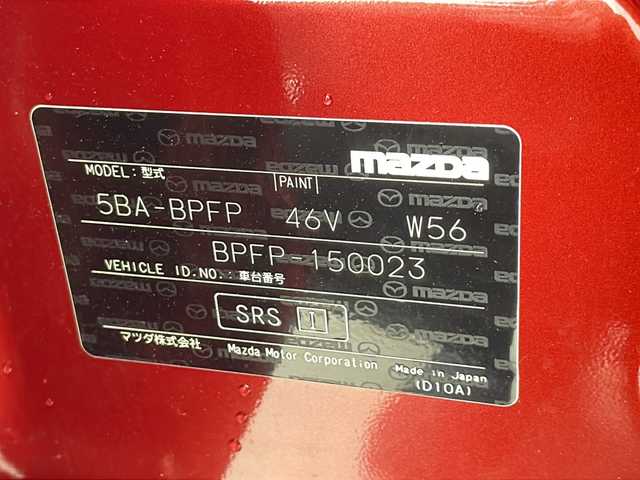 mazda
MODEL:型式 PAINT
5BA-BPFP 46V W56
BPFP-150023
VEHICLE ID.NO.:車台番号
SRS I
マツダ株式会社 Mazda Motor Corporation Made in Japan
(D10A)